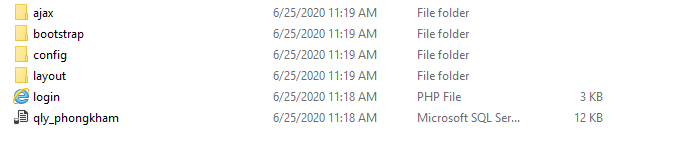 ajax 6/25/2020 11:19 AM File folder
bootstrap 6/25/2020 11:19 AM File folder
config 6/25/2020 11:19 AM File folder
layout 6/25/2020 11:19 AM File folder
login 6/25/2020 11:18 AM PHP File 3 KB
qly_phongkham 6/25/2020 11:18 AM Microsoft SQL Ser... 12 KB